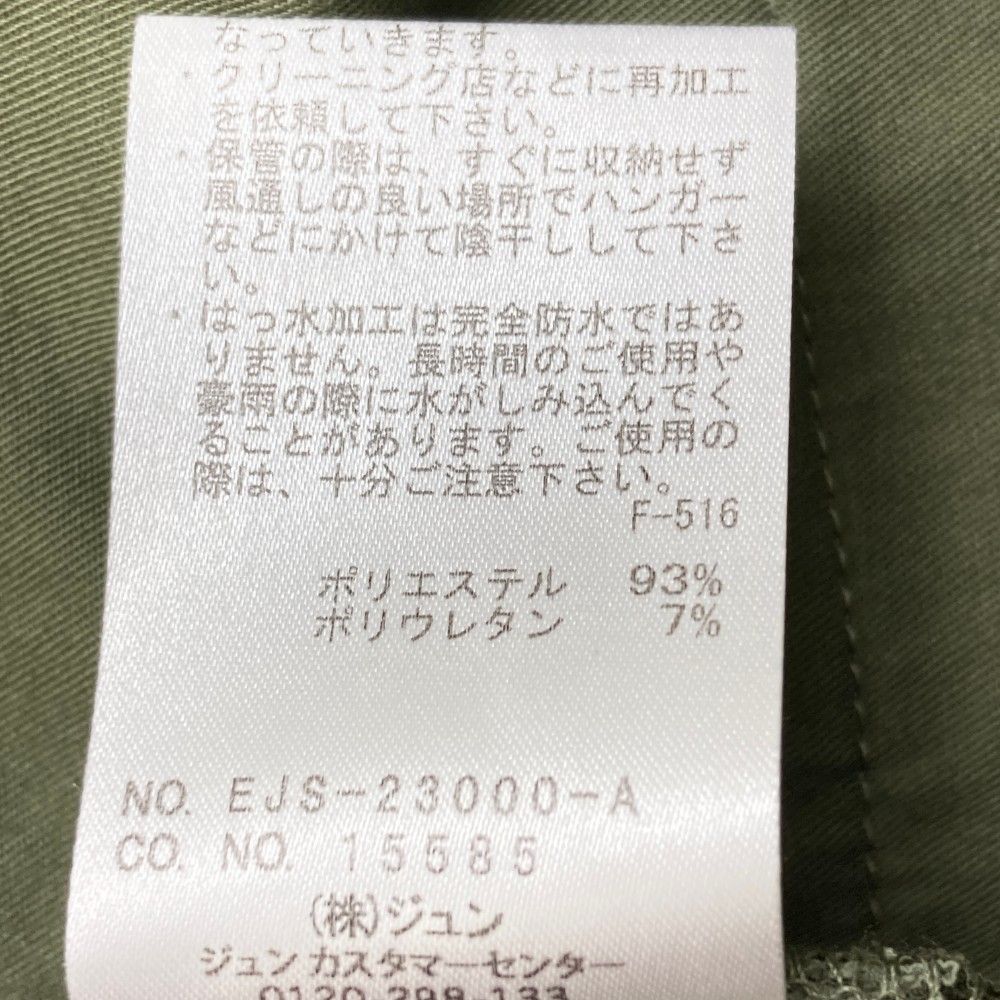 なっていきます。
・クリーニング店などに再加工
を依頼して下さい。
・保管の際は、すぐに収納せず
風通しの良い場所でハンガー
などにかけて陰干しして下さ
い。
・はっ水加工は完全防水ではあ
りません。長時間のご使用や
豪雨の際に水がしみ込んでく
ることがあります。ご使用の
際は、十分ご注意下さい。
F-516
ポリエステル 93%
ポリウレタン 7%
NO. EJS-23000-A
CO. NO. 15585
(株)ジュン
ジュン カスタマーセンター
0120-298-133